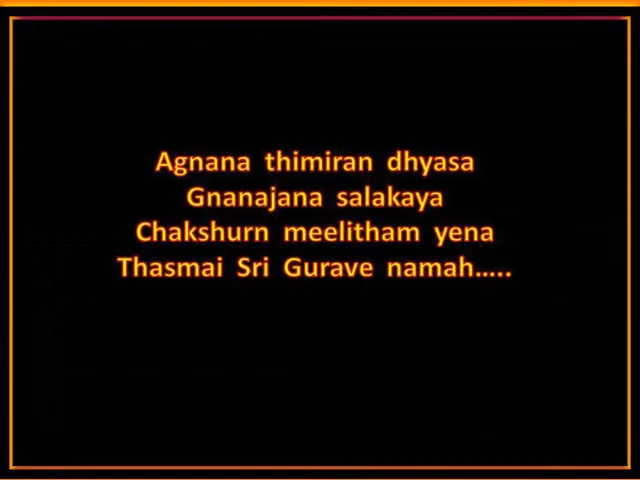 Agnana thimiran dhyasa
Gnanajana salakaya
Chakshurn meelitham yena
Thasmai Sri Gurave namah.....